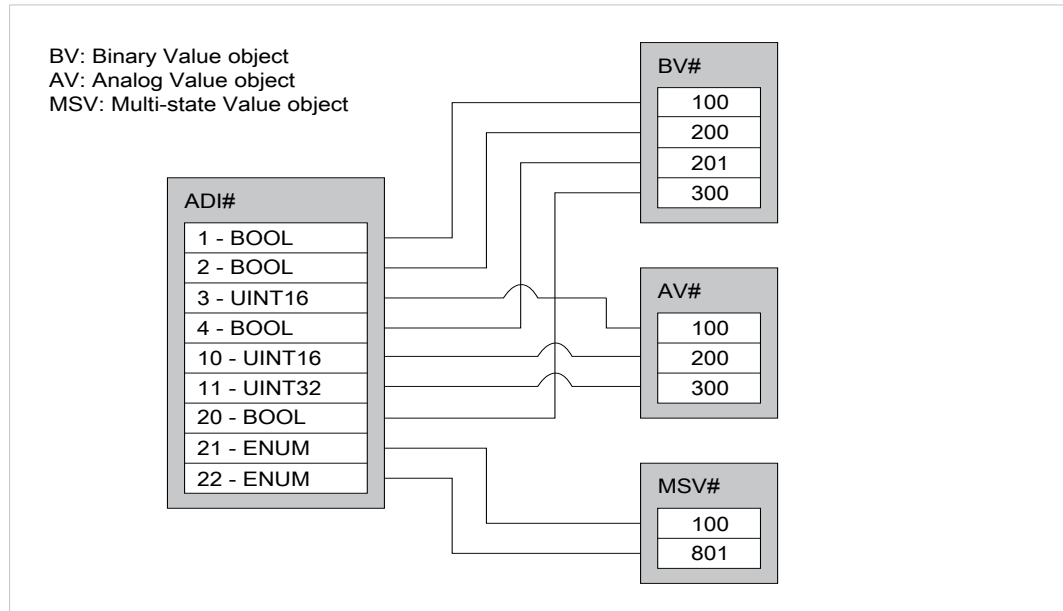 BV: Binary Value object
AV: Analog Value object
MSV: Multi-state Value object
ADI#
1 - BOOL
2 - BOOL
3 - UINT16
4 - BOOL
10 - UINT16
11 - UINT32
20 - BOOL
21 - ENUM
22 - ENUM
BV#
100
200
201
300
AV#
100
200
300
MSV#
100
801